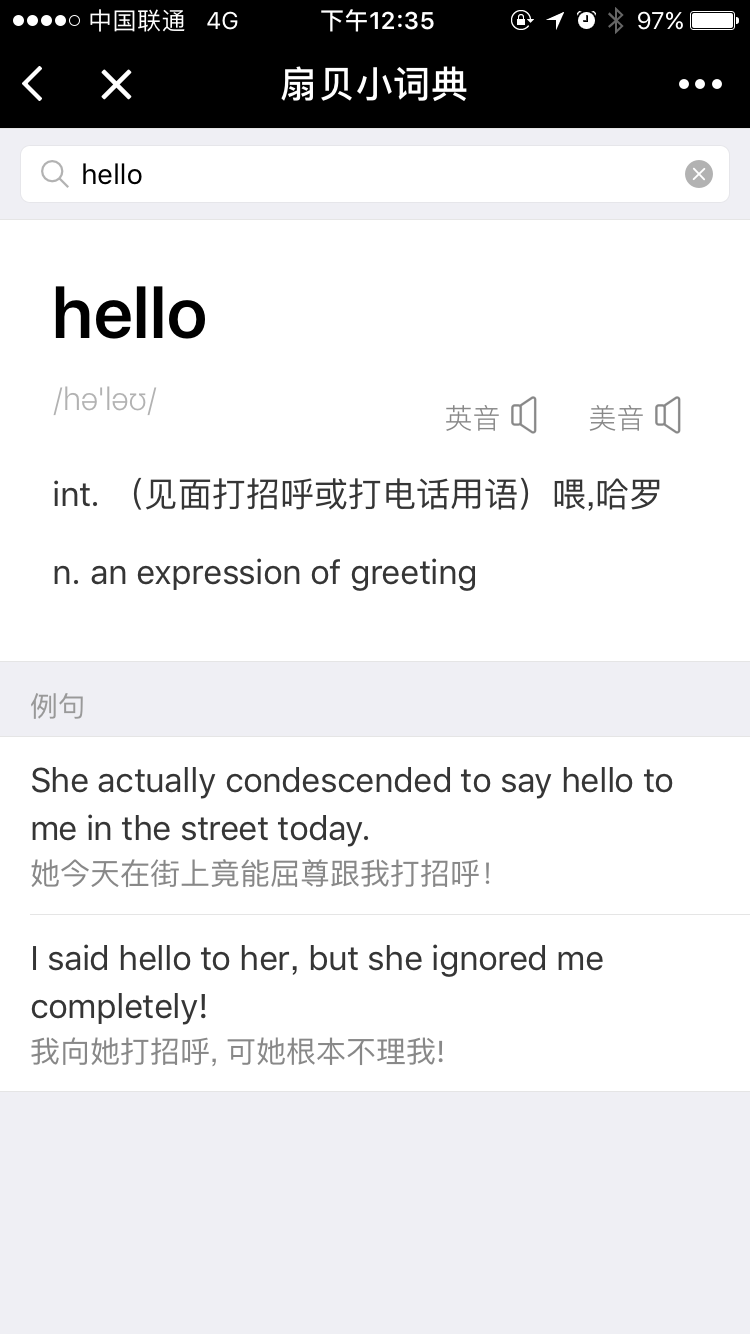 中国联通 4G 下午12:35 97%
扇贝小词典
hello
hello
/hə'ləʊ/
英音 美音
int. （见面打招呼或打电话用语）喂,哈罗
n. an expression of greeting
例句
She actually condescended to say hello to
me in the street today.
她今天在街上竟能屈尊跟我打招呼！
I said hello to her, but she ignored me
completely!
我向她打招呼, 可她根本不理我!